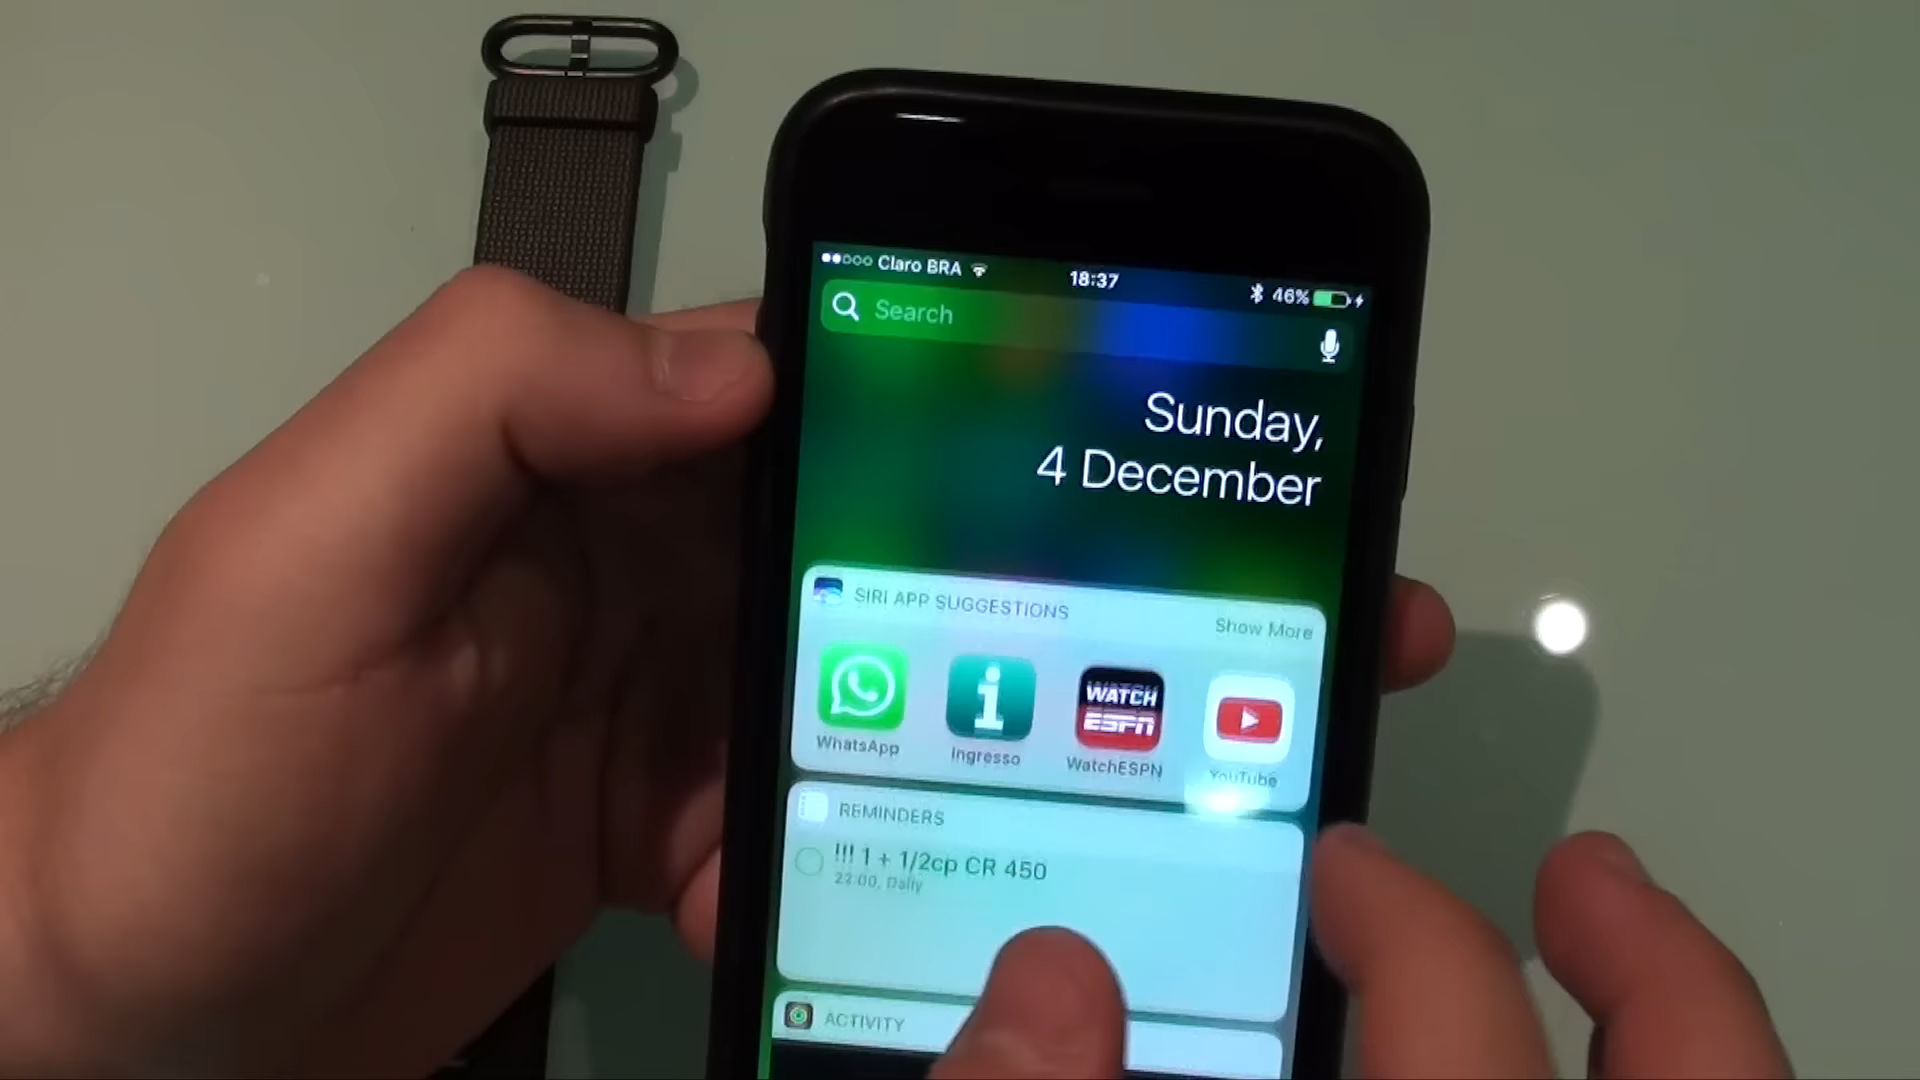 Claro BRA 18:37 46%
Search
Sunday,
4 December
SIRI APP SUGGESTIONS Show More
WATCH
ESPN
WhatsApp Ingresso WatchESPN YouTube
REMINDERS
!!! 1 + 1/2cp CR 450
22:00, Daily
ACTIVITY